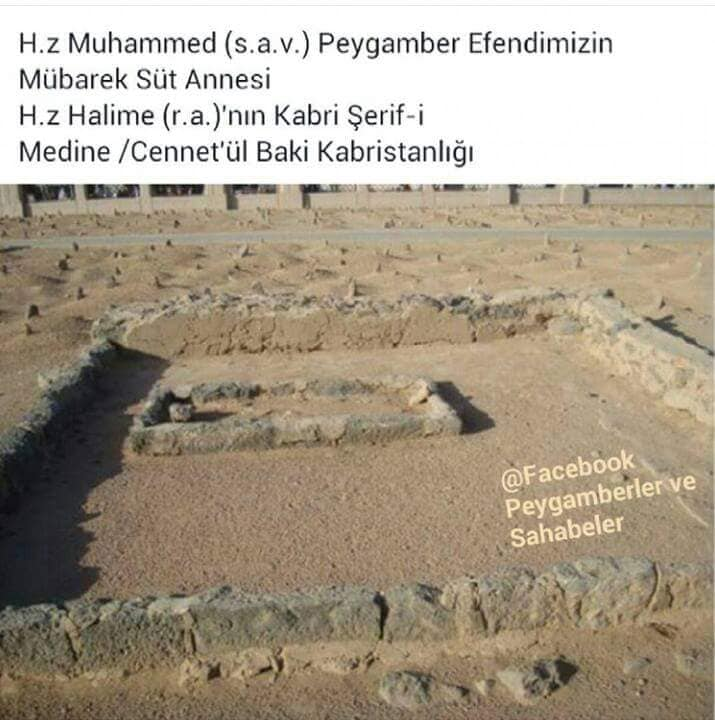 H.z Muhammed (s.a.v.) Peygamber Efendimizin
Mübarek Süt Annesi
H.z Halime (r.a.)'nın Kabri Şerif-i
Medine /Cennet'ül Baki Kabristanlığı
@Facebook
Peygamberler ve
Sahabeler